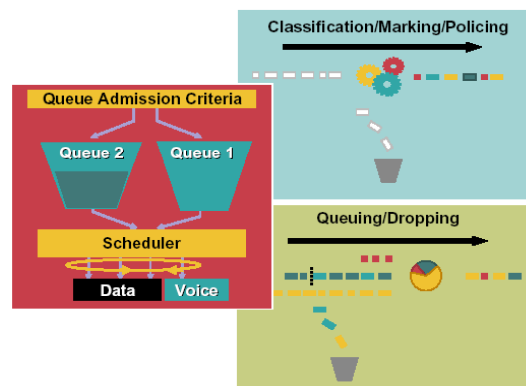 Classification/Marking/Policing
Queue Admission Criteria
Queue 2
Queue 1
Scheduler
Data
Voice
Queuing/Dropping